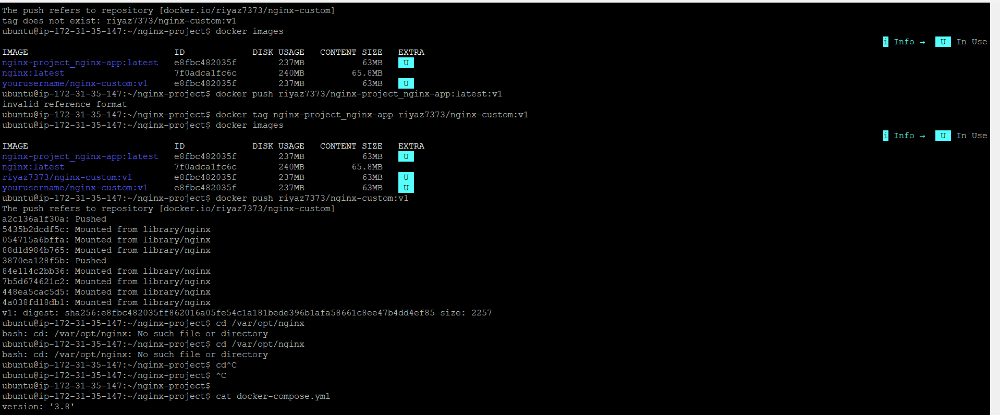 The push refers to repository [docker.io/riyaz7373/nginx-custom]
tag does not exist: riyaz7373/nginx-custom:v1
ubuntu@ip-172-31-35-147:~/nginx-project$ docker images
i Info → U In Use
IMAGE ID DISK USAGE CONTENT SIZE EXTRA
nginx-project_nginx-app:latest e8fbc482035f 237MB 63MB U
nginx:latest 7f0adca1fc6c 240MB 65.8MB
yourusername/nginx-custom:v1 e8fbc482035f 237MB 63MB U
ubuntu@ip-172-31-35-147:~/nginx-project$ docker push riyaz7373/nginx-project_nginx-app:latest:v1
invalid reference format
ubuntu@ip-172-31-35-147:~/nginx-project$ docker tag nginx-project_nginx-app riyaz7373/nginx-custom:v1
ubuntu@ip-172-31-35-147:~/nginx-project$ docker images
i Info → U In Use
IMAGE ID DISK USAGE CONTENT SIZE EXTRA
nginx-project_nginx-app:latest e8fbc482035f 237MB 63MB U
nginx:latest 7f0adca1fc6c 240MB 65.8MB
riyaz7373/nginx-custom:v1 e8fbc482035f 237MB 63MB U
yourusername/nginx-custom:v1 e8fbc482035f 237MB 63MB U
ubuntu@ip-172-31-35-147:~/nginx-project$ docker push riyaz7373/nginx-custom:v1
The push refers to repository [docker.io/riyaz7373/nginx-custom]
a2c136a1f30a: Pushed
5435b2dcdf5c: Mounted from library/nginx
054715a6bffa: Mounted from library/nginx
88d1d984b765: Mounted from library/nginx
3870ea128f5b: Pushed
84e114c2bb36: Mounted from library/nginx
7b5d674621c2: Mounted from library/nginx
448ea5cac5d5: Mounted from library/nginx
4a038fd18db1: Mounted from library/nginx
v1: digest: sha256:e8fbc482035ff862016a05fe54c1a181bede396b1afa58661c8ee47b4dd4ef85 size: 2257
ubuntu@ip-172-31-35-147:~/nginx-project$ cd /var/opt/nginx
bash: cd: /var/opt/nginx: No such file or directory
ubuntu@ip-172-31-35-147:~/nginx-project$ cd /var/opt/nginx
bash: cd: /var/opt/nginx: No such file or directory
ubuntu@ip-172-31-35-147:~/nginx-project$ cd^C
ubuntu@ip-172-31-35-147:~/nginx-project$ ^C
ubuntu@ip-172-31-35-147:~/nginx-project$
ubuntu@ip-172-31-35-147:~/nginx-project$ cat docker-compose.yml
version: '3.8'